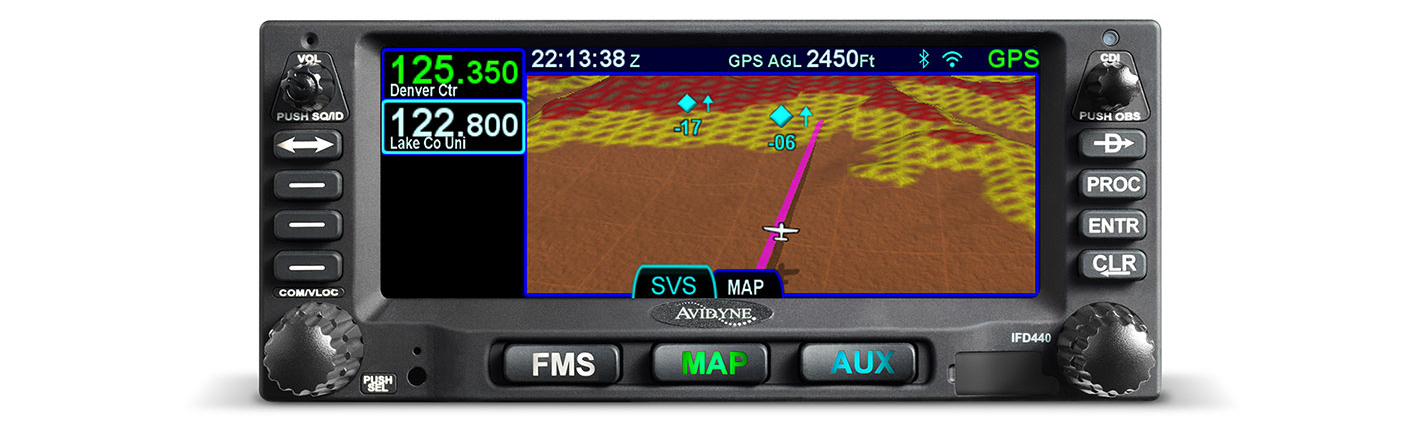 VOL
PUSH SQ/ID
COM/VLOC
PUSH
SEL
125.350
Denver Ctr
122.800
Lake Co Uni
22:13:38 Z
GPS AGL 2450Ft
GPS
-17
-06
SVS
MAP
AVIDYNE
FMS
MAP
AUX
CDI
PUSH OBS
D
PROC
ENTR
CLR
IFD440